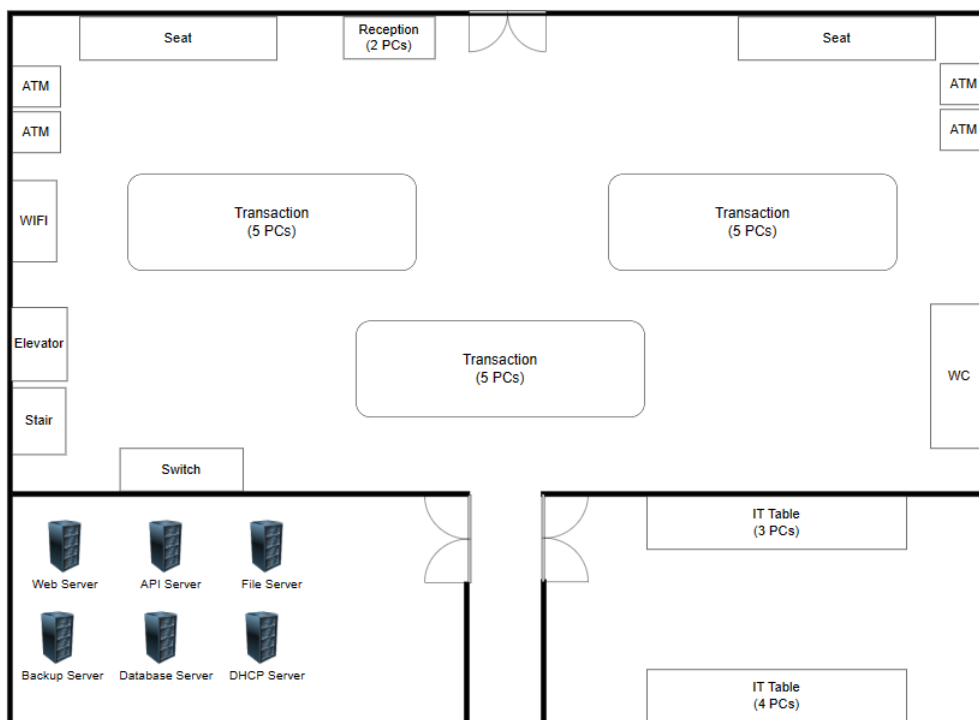 Seat
Reception
(2 PCs)
Seat
ATM
ATM
ATM
ATM
WIFI
Transaction
(5 PCs)
Transaction
(5 PCs)
Elevator
Transaction
(5 PCs)
WC
Stair
Switch
IT Table
(3 PCs)
Web Server
API Server
File Server
Backup Server
Database Server
DHCP Server
IT Table
(4 PCs)